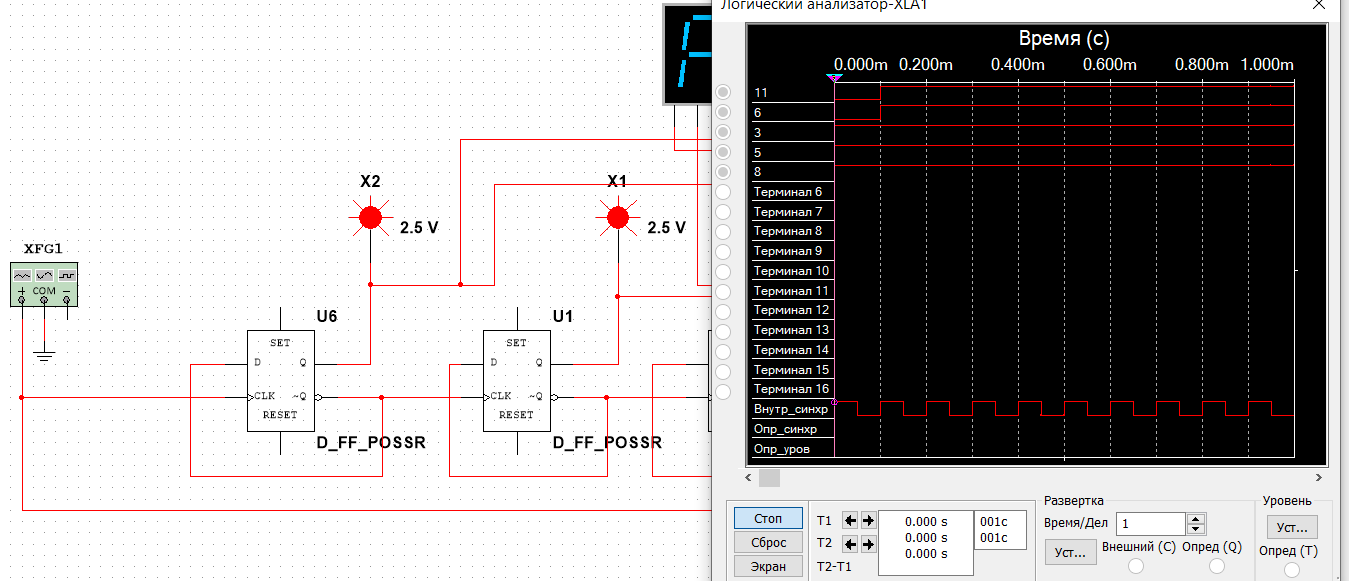 Логический анализатор-XLA1
Время (с)
0.000m 0.200m 0.400m 0.600m 0.800m 1.000m
11
6
3
5
8
Терминал 6
Терминал 7
Терминал 8
Терминал 9
Терминал 10
Терминал 11
Терминал 12
Терминал 13
Терминал 14
Терминал 15
Терминал 16
Внутр_синхр
Опр_синхр
Опр_уров
X2
2.5 V
X1
2.5 V
XFG1
+ COM −
U6
SET
D Q
CLK ~Q
RESET
D_FF_POSSR
U1
SET
D Q
CLK ~Q
RESET
D_FF_POSSR
Стоп
Сброс
Экран
T1
T2
T2-T1
0.000 s
0.000 s
0.000 s
001c
001c
Развертка
Время/Дел 1
Уст...
Внешний (C) Опред (Q)
Уровень
Уст...
Опред (T)